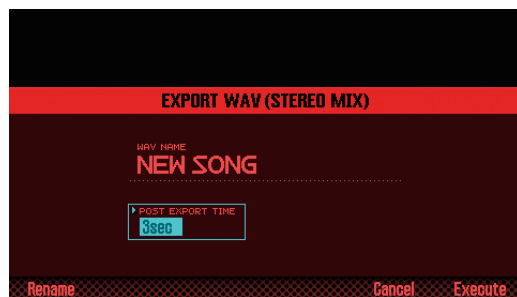 EXPORT WAV (STEREO MIX)
WAV NAME
NEW SONG
POST EXPORT TIME
3sec
Rename Cancel Execute